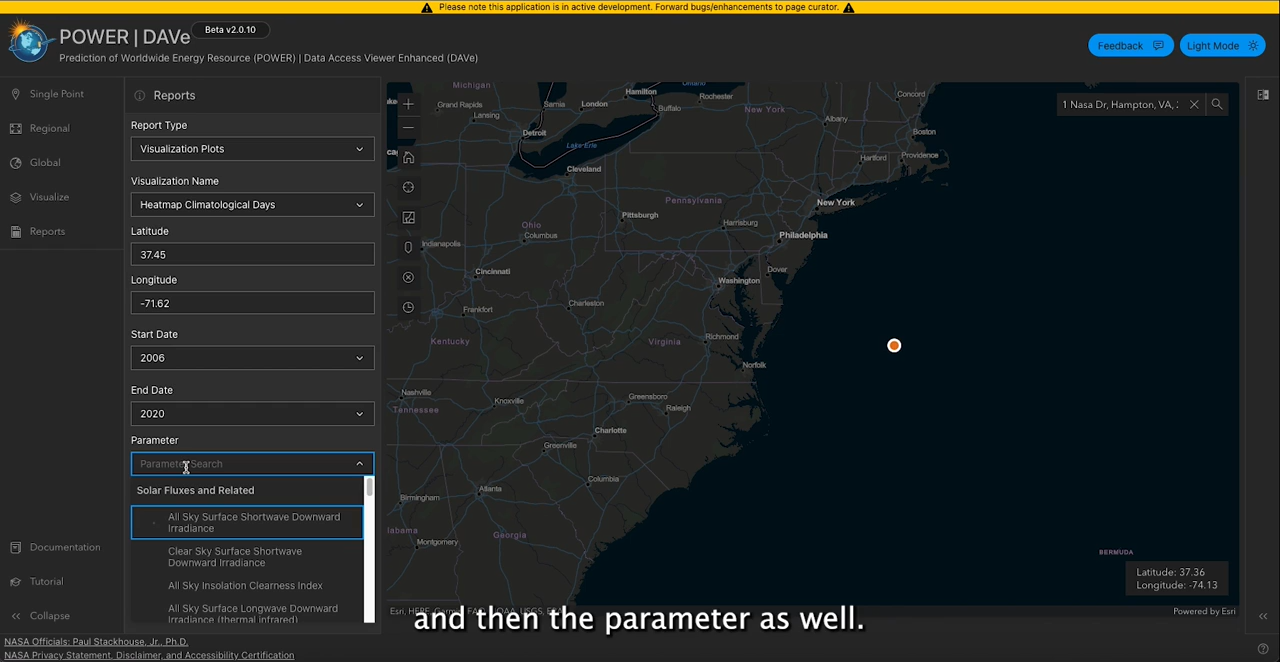 Please note this application is in active development. Forward bugs/enhancements to page curator.
POWER | DAVe
Beta v2.0.10
Prediction of Worldwide Energy Resource (POWER) | Data Access Viewer Enhanced (DAVe)
Feedback
Light Mode
Single Point
Regional
Global
Visualize
Reports
Documentation
Tutorial
Collapse
Reports
Report Type
Visualization Plots
Visualization Name
Heatmap Climatological Days
Latitude
37.45
Longitude
-71.62
Start Date
2006
End Date
2020
Parameter
Parameter Search
Solar Fluxes and Related
All Sky Surface Shortwave Downward
Irradiance
Clear Sky Surface Shortwave
Downward Irradiance
All Sky Insolation Clearness Index
All Sky Surface Longwave Downward
Irradiance (thermal infrared)
1 Nasa Dr, Hampton, VA,
Michigan
Hamilton
Ontario
Rochester
Concord
Grand Rapids
Sarnia
London
Buffalo
New York
Albany
Lansing
Boston
Detroit
Hartford
Providence
Lake Erie
Cleveland
Pennsylvania
New York
Pittsburgh
Harrisburg
Ohio
Philadelphia
Indianapolis
Columbus
Dover
Cincinnati
Washington
Frankfort
Charleston
Kentucky
Virginia
Richmond
Norfolk
Nashville
Knoxville
Greensboro
Tennessee
Raleigh
Charlotte
Greenville
Columbia
Atlanta
Birmingham
labama
Georgia
Montgomery
BERMUDA
Latitude: 37.36
Longitude: -74.13
Powered by Esri
and then the parameter as well.
NASA Officials: Paul Stackhouse, Jr., Ph.D.
NASA Privacy Statement, Disclaimer, and Accessibility Certification